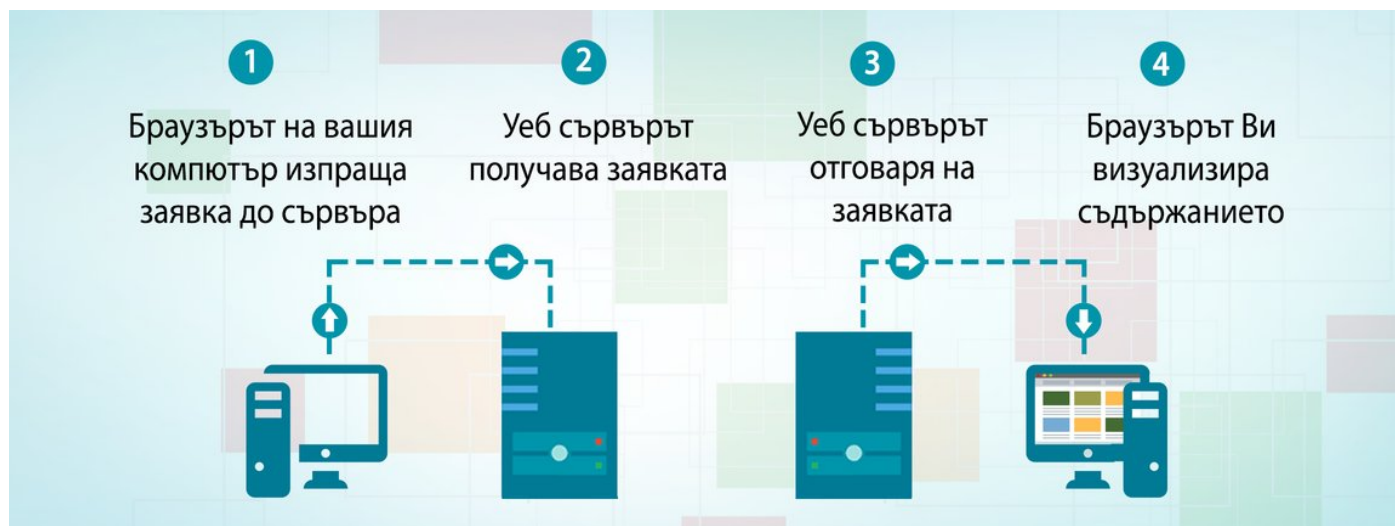 1
Браузърът на вашия
компютър изпраща
заявка до сървъра
2
Уеб сървърът
получава заявката
3
Уеб сървърът
отговаря на
заявката
4
Браузърът Ви
визуализира
съдържанието